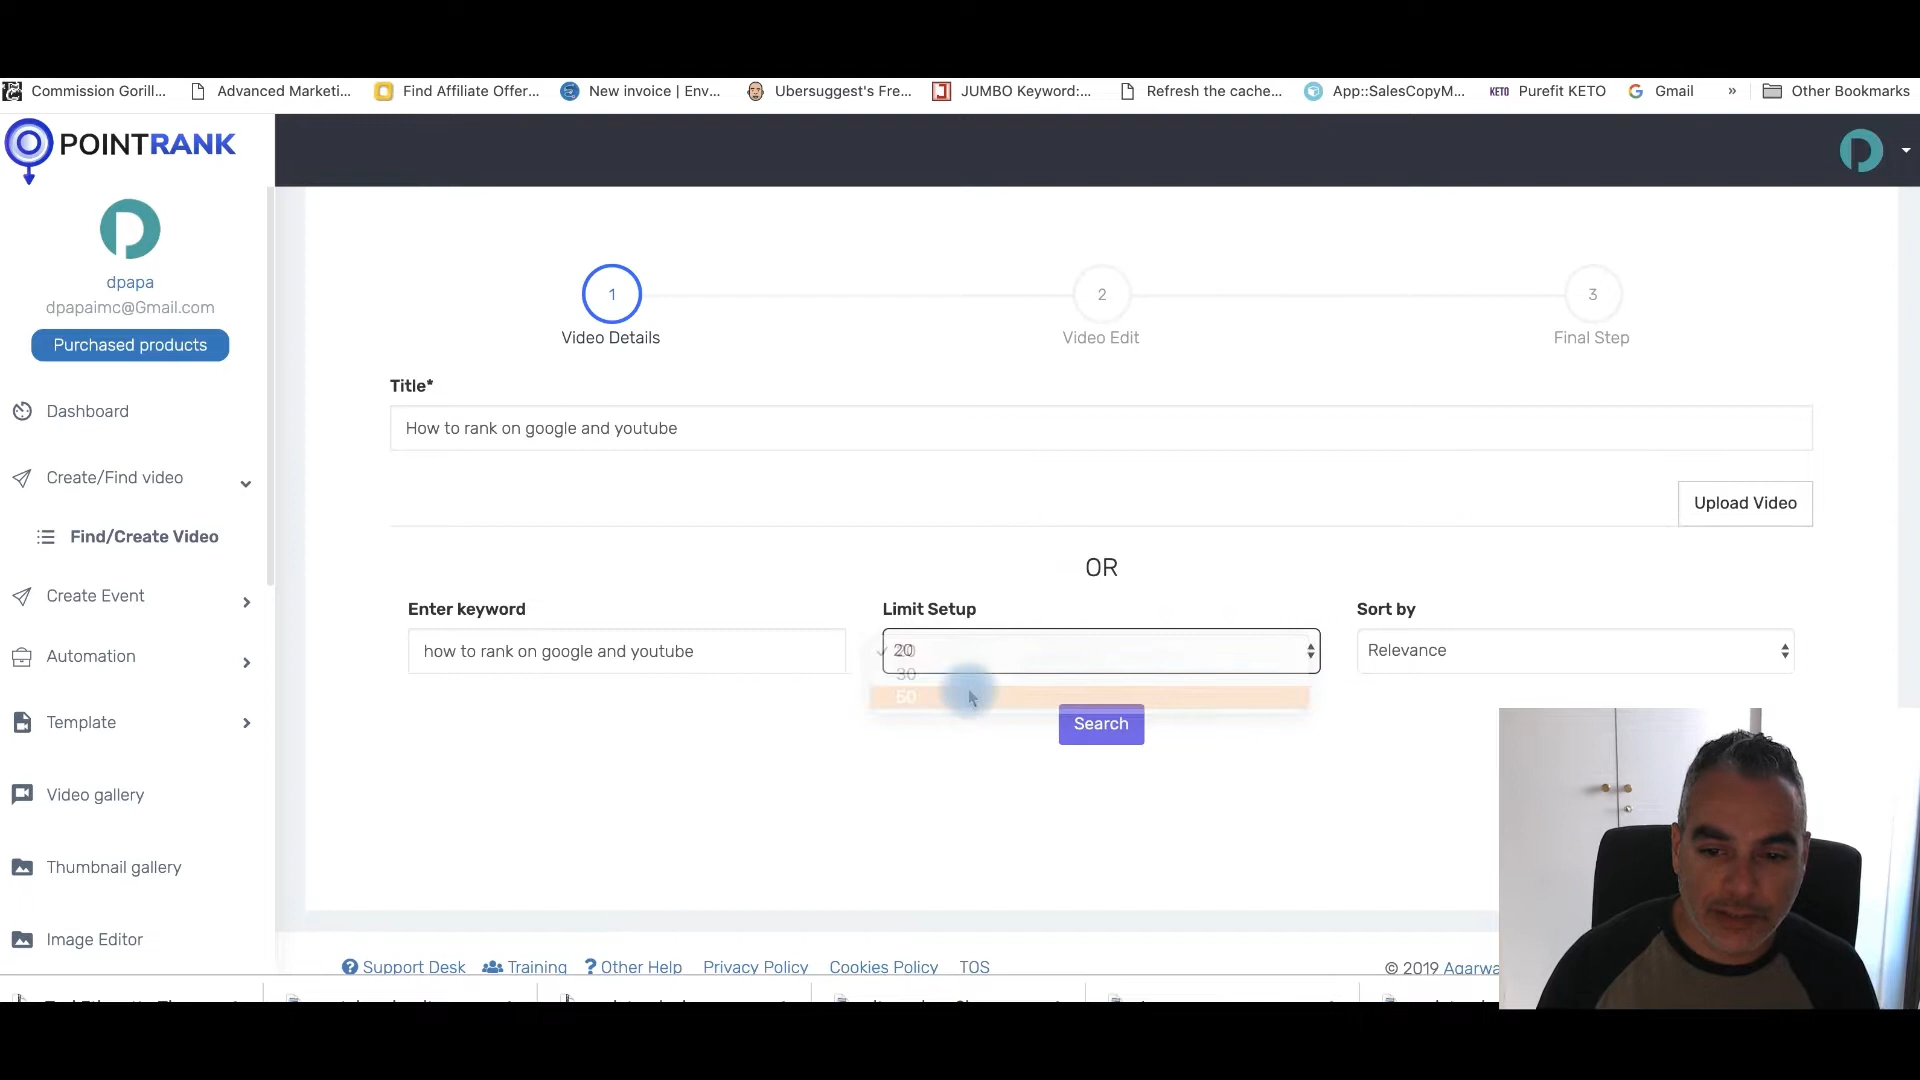 Commission Gorill...
Advanced Marketi...
Find Affiliate Offer...
New invoice | Env...
Ubersuggest's Fre...
JUMBO Keyword:...
Refresh the cache...
App::SalesCopyM...
KETO Purefit KETO
Gmail
»
Other Bookmarks
POINTRANK
dpapa
dpapaimc@Gmail.com
Purchased products
Dashboard
Create/Find video
Find/Create Video
Create Event
Automation
Template
Video gallery
Thumbnail gallery
Image Editor
1
Video Details
2
Video Edit
3
Final Step
Title*
How to rank on google and youtube
Upload Video
OR
Enter keyword
how to rank on google and youtube
Limit Setup
20
30
50
Sort by
Relevance
Search
Support Desk
Training
Other Help
Privacy Policy
Cookies Policy
TOS
© 2019 Agarwa